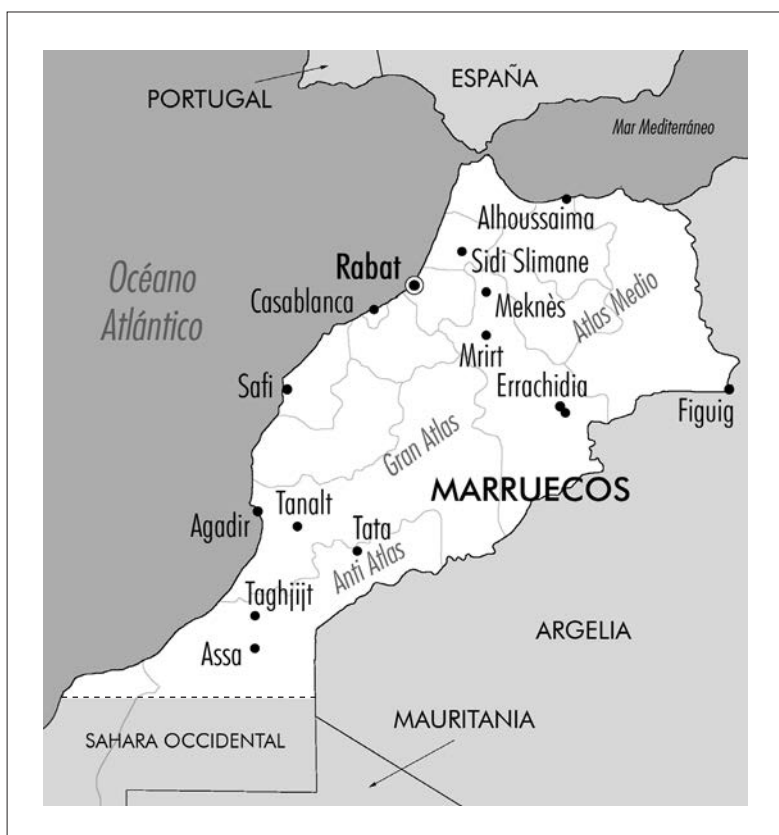 ESPAÑA
PORTUGAL
Mar Mediterráneo
Alhoussaima
Sidi Slimane
Rabat
Océano
Atlántico
Casablanca
Meknès
Atlas Medio
Mrirt
Errachidia
Safi
Figuig
Gran Atlas
MARRUECOS
Tanalt
Agadir
Tata
Anti Atlas
Taghjijt
ARGELIA
Assa
MAURITANIA
SAHARA OCCIDENTAL